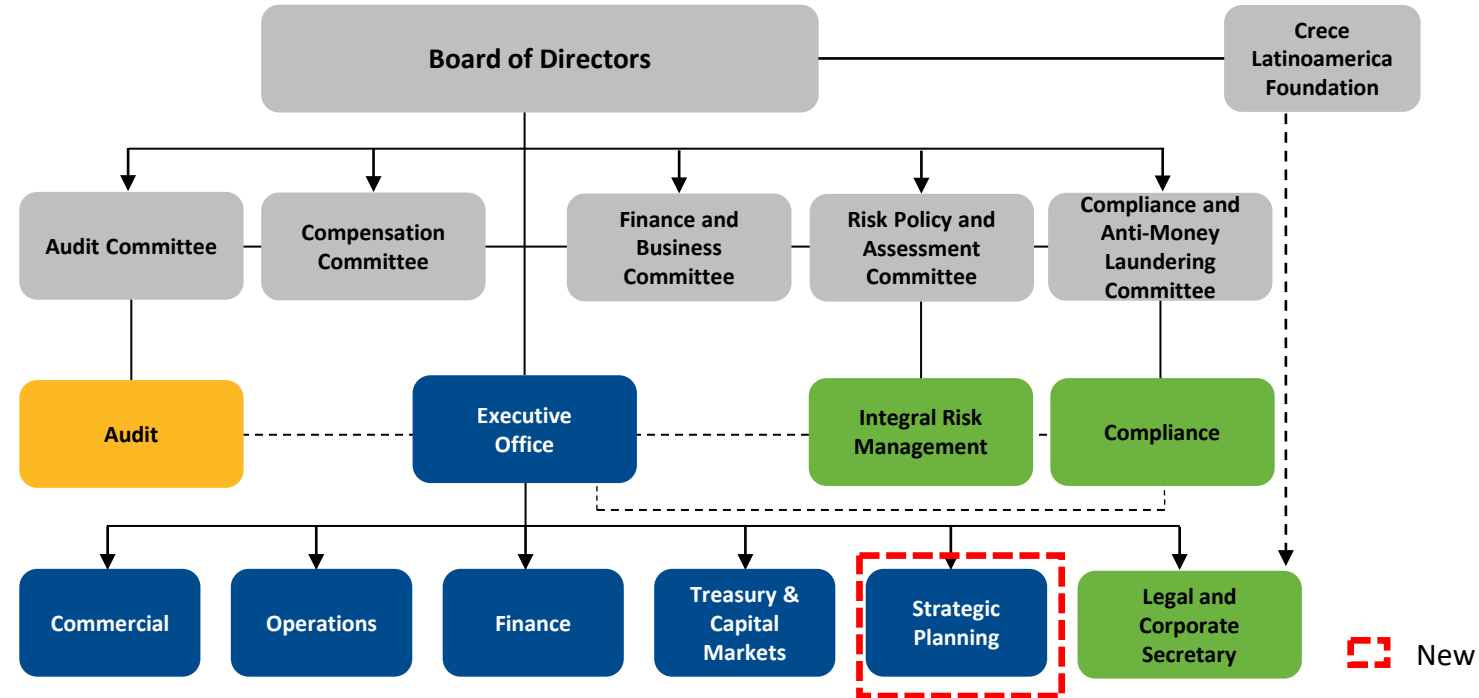 Board of Directors
Crece
Latinoamerica
Foundation
Audit Committee
Compensation
Committee
Finance and
Business
Committee
Risk Policy and
Assessment
Committee
Compliance and
Anti-Money
Laundering
Committee
Audit
Executive
Office
Integral Risk
Management
Compliance
Commercial
Operations
Finance
Treasury &
Capital
Markets
Strategic
Planning
Legal and
Corporate
Secretary
New